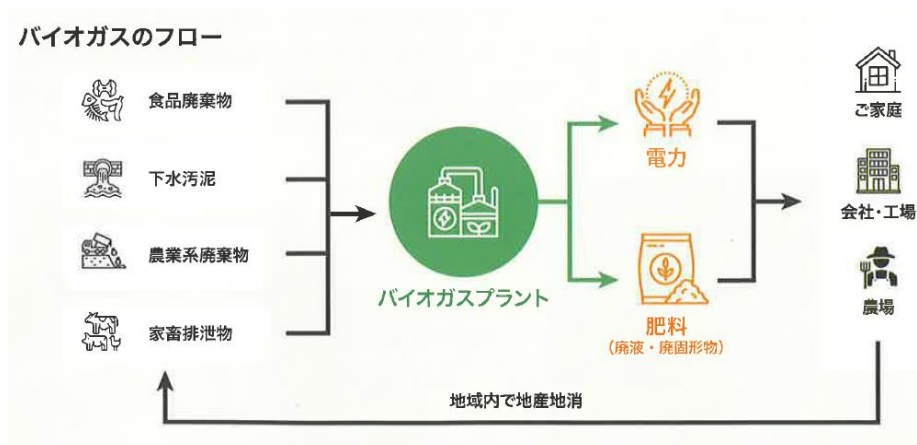 バイオガスのフロー
食品廃棄物
下水汚泥
農業系廃棄物
家畜排泄物
バイオガスプラント
電力
肥料
（廃液・廃固形物）
ご家庭
会社・工場
農場
地域内で地産地消